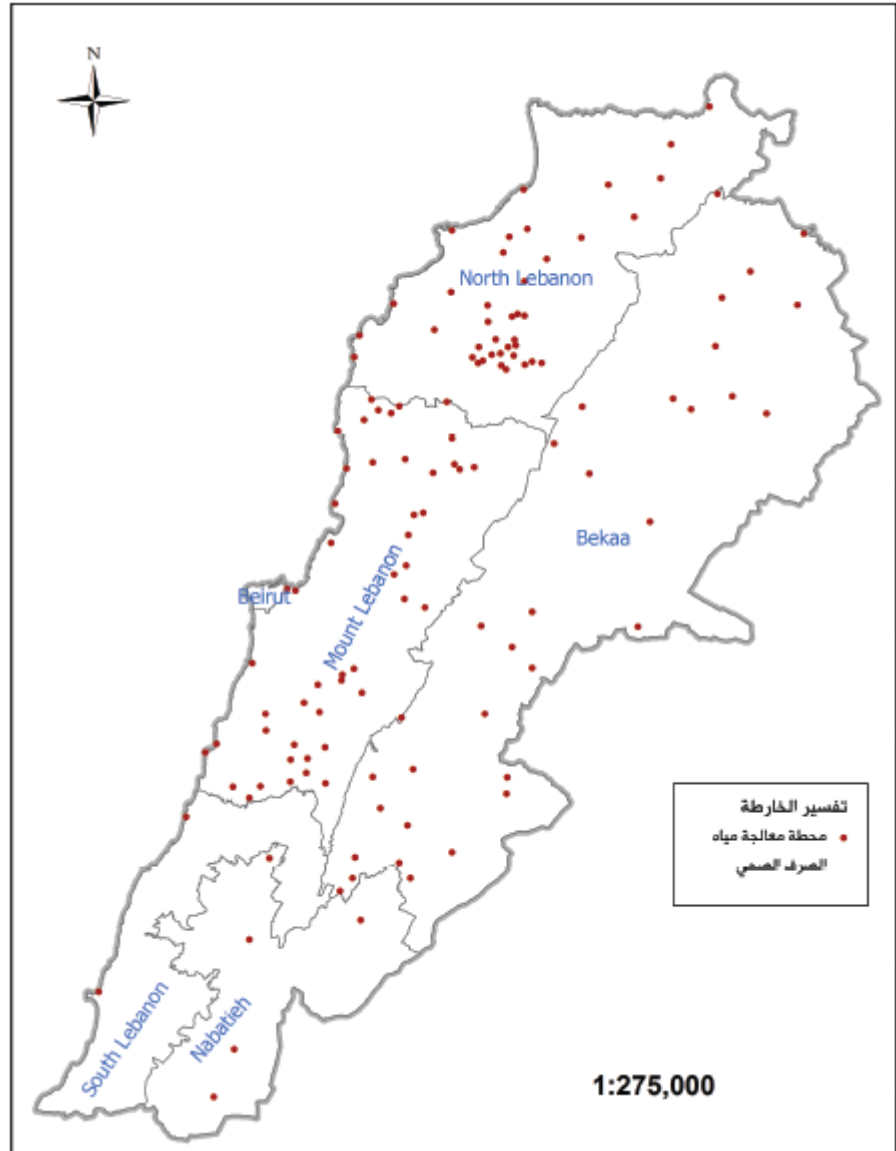 N
North Lebanon
Bekaa
Beirut
Mount Lebanon
تفسير الخارطة
محطة معالجة مياه
الصرف الصحي
South Lebanon
Nabatieh
1:275,000